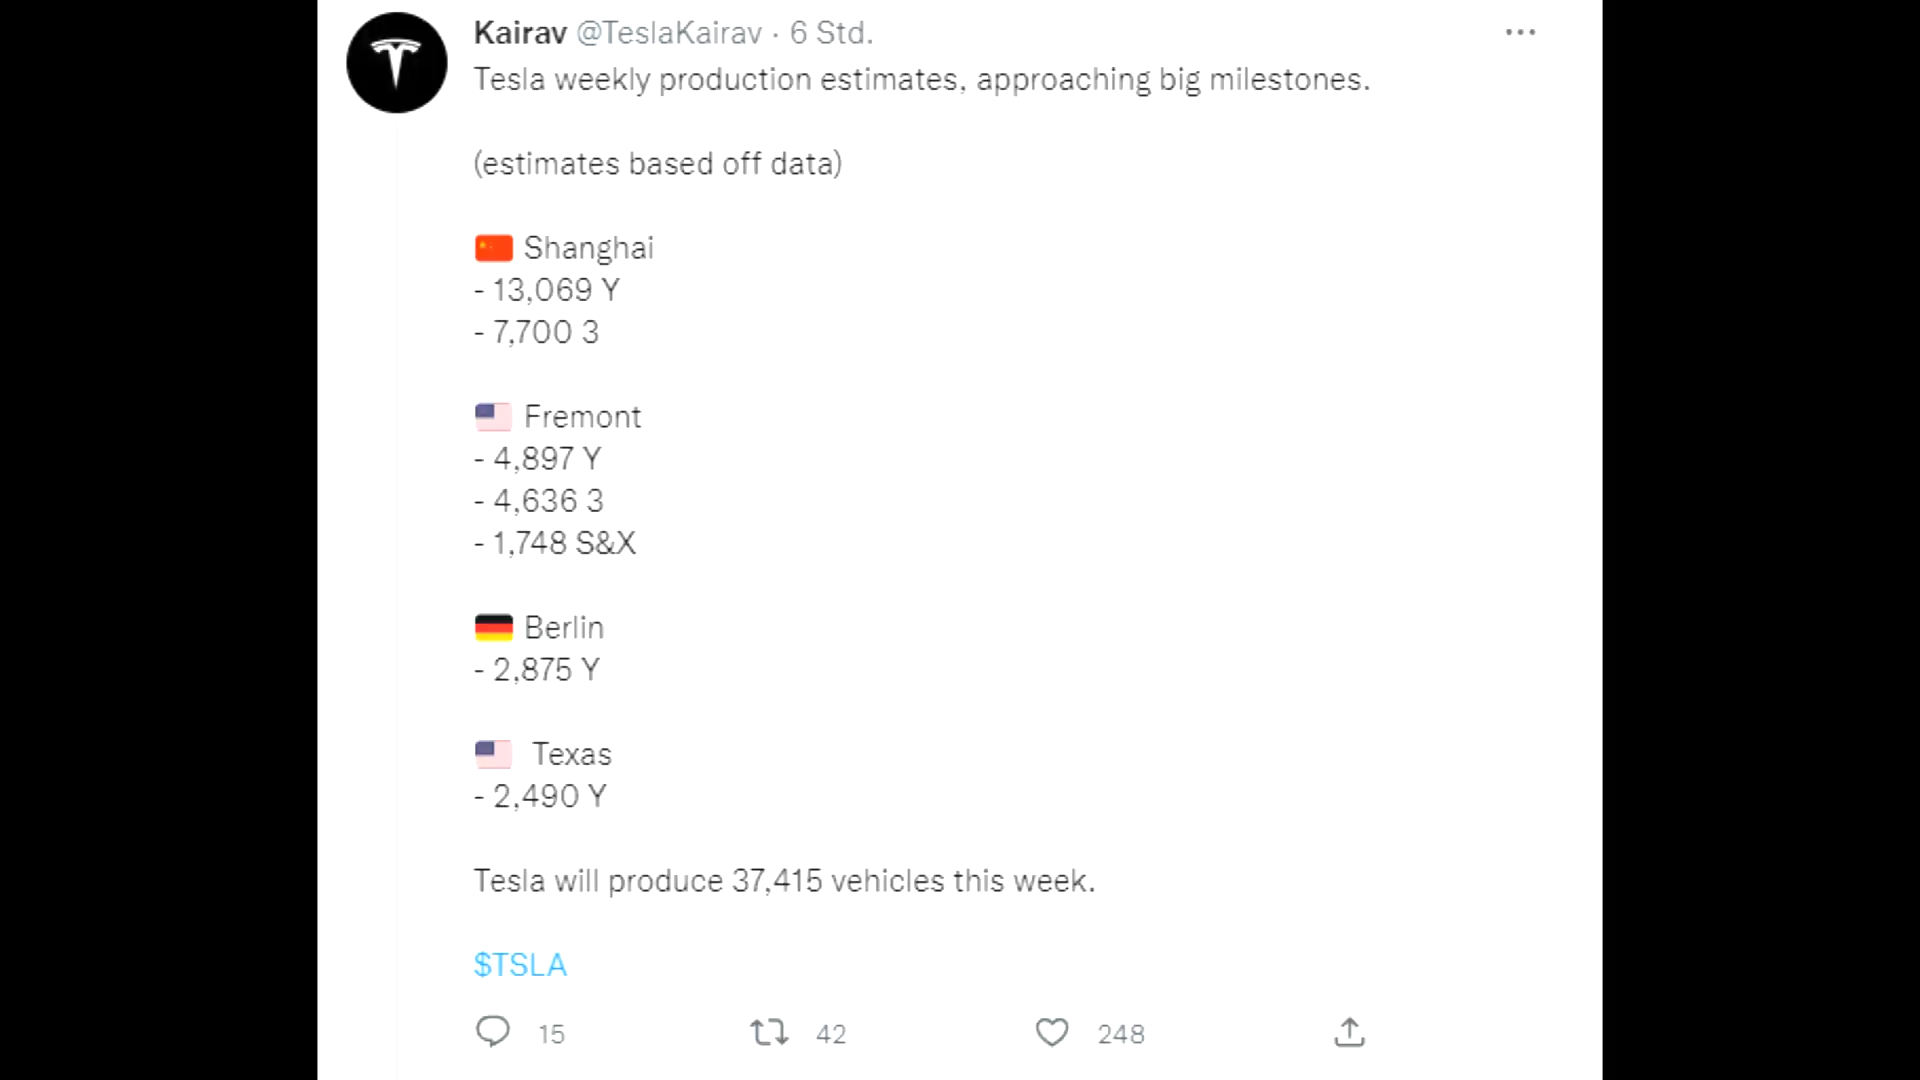 Kairav @TeslaKairav · 6 Std.
Tesla weekly production estimates, approaching big milestones.
(estimates based off data)
🇨🇳 Shanghai
- 13,069 Y
- 7,700 3
🇺🇸 Fremont
- 4,897 Y
- 4,636 3
- 1,748 S&X
🇩🇪 Berlin
- 2,875 Y
🇺🇸 Texas
- 2,490 Y
Tesla will produce 37,415 vehicles this week.
$TSLA
15 42 248